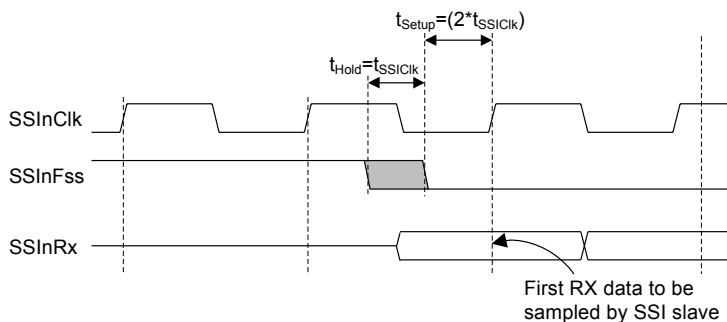 tSetup=(2*tSSIClk)
tHold=tSSIClk
SSInClk
SSInFss
SSInRx
First RX data to be
sampled by SSI slave